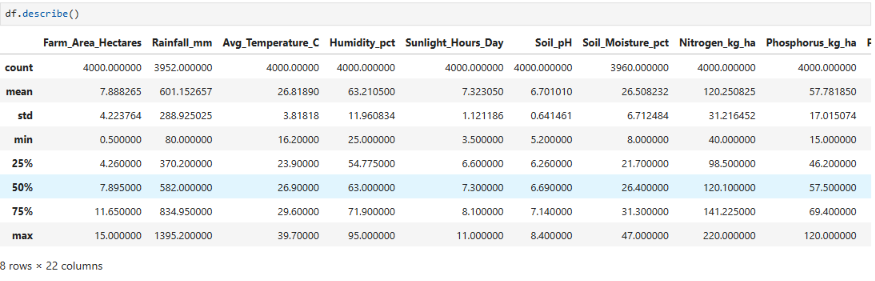 df.describe()
Farm_Area_Hectares Rainfall_mm Avg_Temperature_C Humidity_pct Sunlight_Hours_Day Soil_pH Soil_Moisture_pct Nitrogen_kg_ha Phosphorus_kg_ha P
count 4000.000000 3952.000000 4000.00000 4000.000000 4000.000000 4000.000000 3960.000000 4000.000000 4000.000000
mean 7.888265 601.152657 26.81890 63.210500 7.323050 6.701010 26.508232 120.250825 57.781850
std 4.223764 288.925025 3.81818 11.960834 1.121186 0.641461 6.712484 31.216452 17.015074
min 0.500000 80.000000 16.20000 25.000000 3.500000 5.200000 8.000000 40.000000 15.000000
25% 4.260000 370.200000 23.90000 54.775000 6.600000 6.260000 21.700000 98.500000 46.200000
50% 7.895000 582.000000 26.90000 63.000000 7.300000 6.690000 26.400000 120.100000 57.500000
75% 11.650000 834.950000 29.60000 71.900000 8.100000 7.140000 31.300000 141.225000 69.400000
max 15.000000 1395.200000 39.70000 95.000000 11.000000 8.400000 47.000000 220.000000 120.000000
8 rows × 22 columns